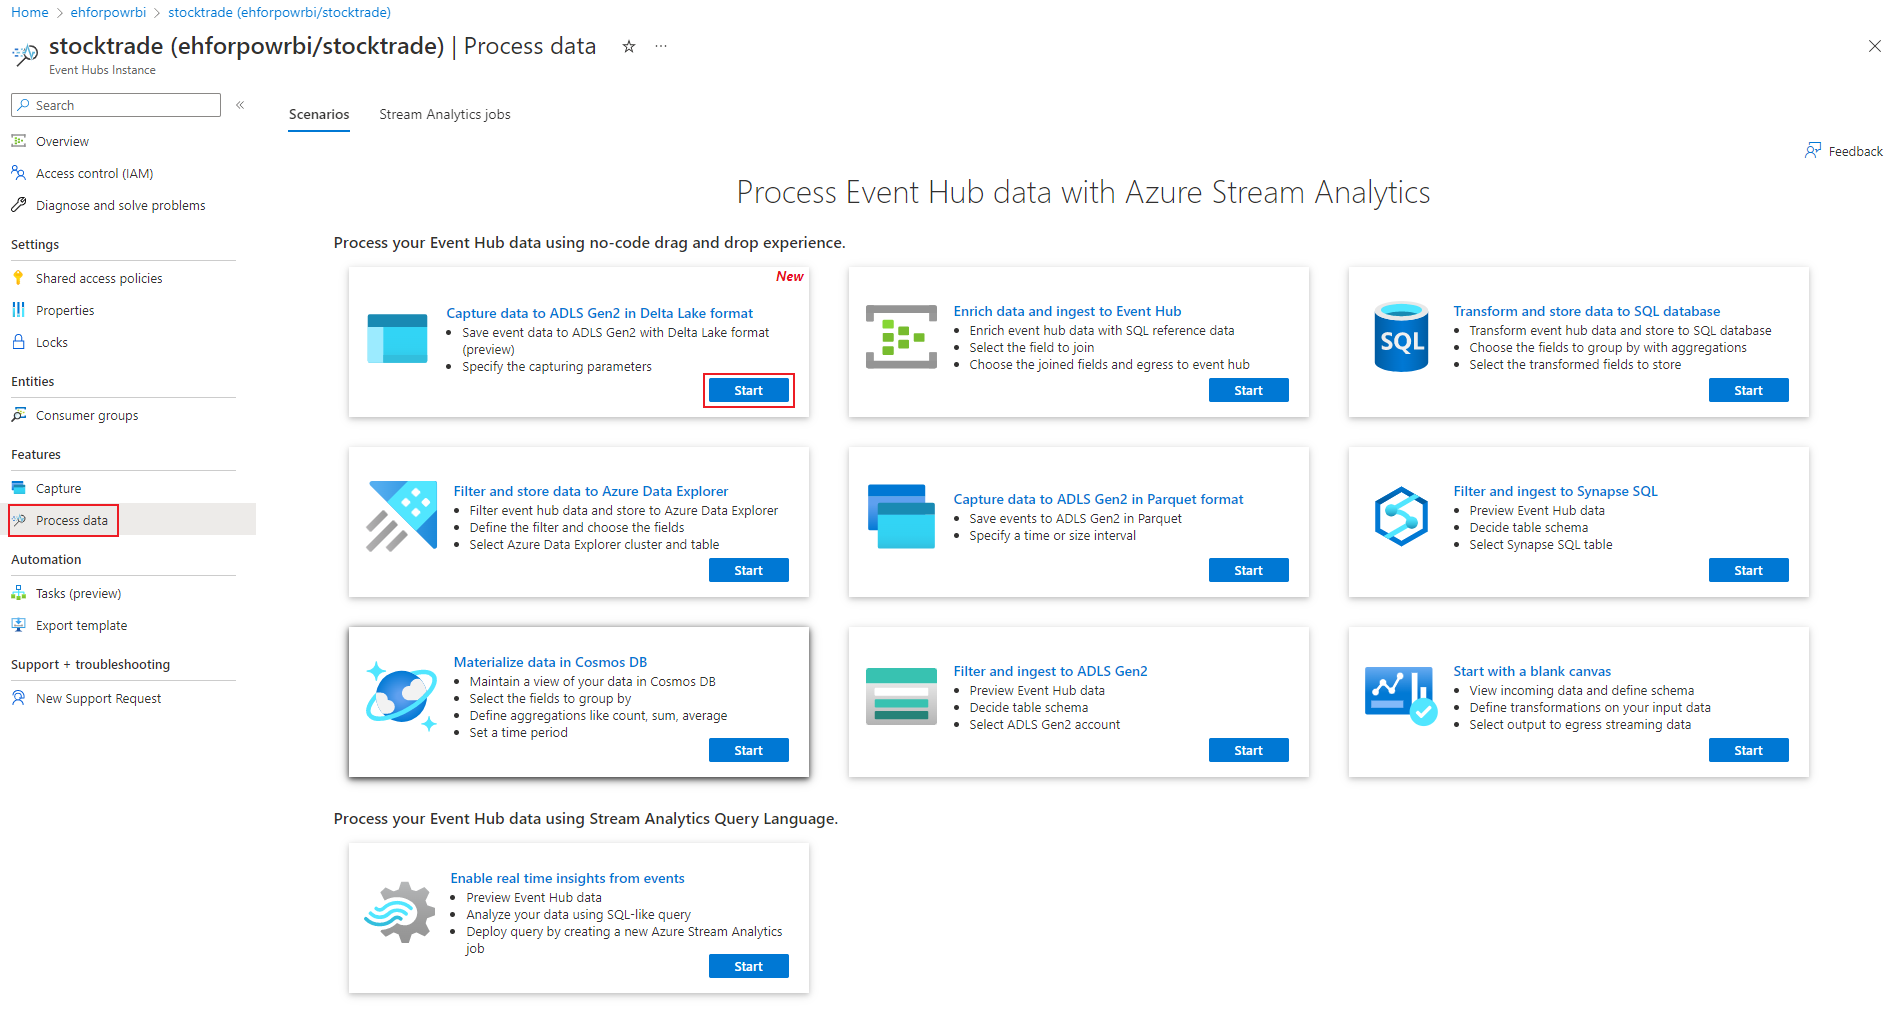 Home > ehforpowrbi > stocktrade (ehforpowrbi/stocktrade)
stocktrade (ehforpowrbi/stocktrade) | Process data
Event Hubs Instance
Search
Overview
Access control (IAM)
Diagnose and solve problems
Settings
Shared access policies
Properties
Locks
Entities
Consumer groups
Features
Capture
Process data
Automation
Tasks (preview)
Export template
Support + troubleshooting
New Support Request
Scenarios
Stream Analytics jobs
Feedback
Process Event Hub data with Azure Stream Analytics
Process your Event Hub data using no-code drag and drop experience.
New
Capture data to ADLS Gen2 in Delta Lake format
• Save event data to ADLS Gen2 with Delta Lake format
(preview)
• Specify the capturing parameters
Start
Enrich data and ingest to Event Hub
• Enrich event hub data with SQL reference data
• Select the field to join
• Choose the joined fields and egress to event hub
Start
SQL
Transform and store data to SQL database
• Transform event hub data and store to SQL database
• Choose the fields to group by with aggregations
• Select the transformed fields to store
Start
Filter and store data to Azure Data Explorer
• Filter event hub data and store to Azure Data Explorer
• Define the filter and choose the fields
• Select Azure Data Explorer cluster and table
Start
Capture data to ADLS Gen2 in Parquet format
• Save events to ADLS Gen2 in Parquet
• Specify a time or size interval
Start
Filter and ingest to Synapse SQL
• Preview Event Hub data
• Decide table schema
• Select Synapse SQL table
Start
Materialize data in Cosmos DB
• Maintain a view of your data in Cosmos DB
• Select the fields to group by
• Define aggregations like count, sum, average
• Set a time period
Start
Filter and ingest to ADLS Gen2
• Preview Event Hub data
• Decide table schema
• Select ADLS Gen2 account
Start
Start with a blank canvas
• View incoming data and define schema
• Define transformations on your input data
• Select output to egress streaming data
Start
Process your Event Hub data using Stream Analytics Query Language.
Enable real time insights from events
• Preview Event Hub data
• Analyze your data using SQL-like query
• Deploy query by creating a new Azure Stream Analytics
job
Start